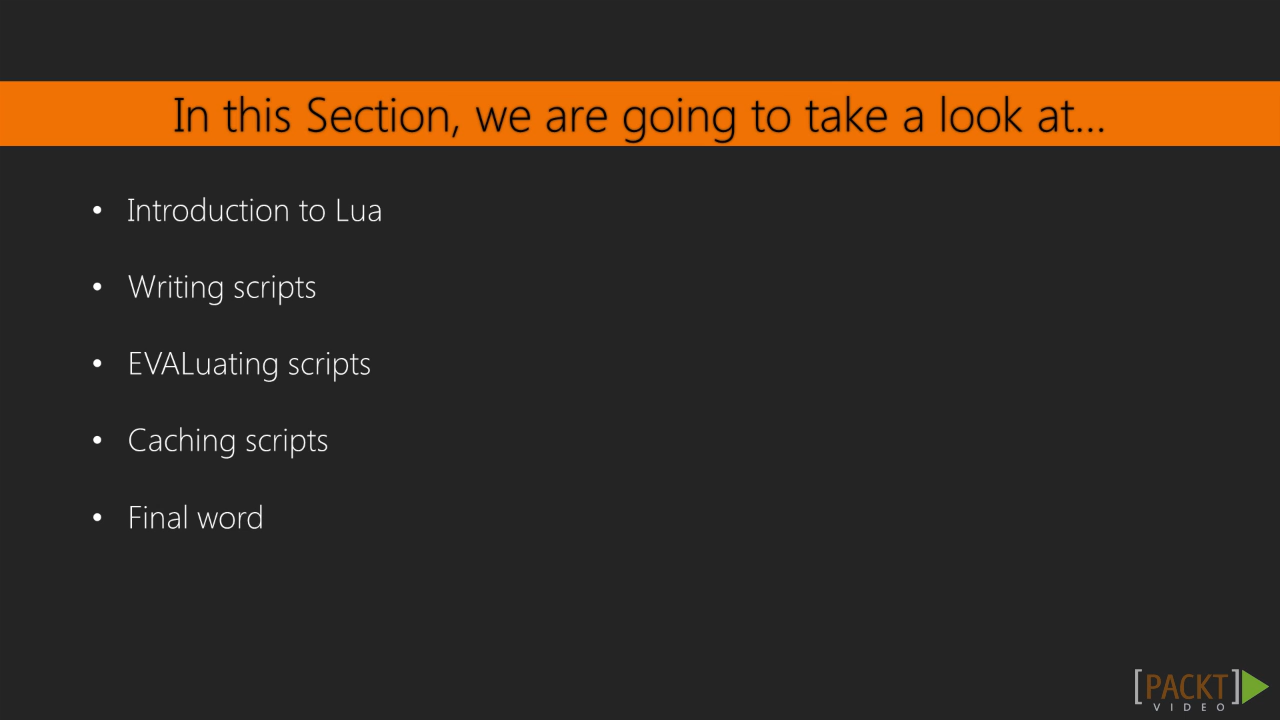 In this Section, we are going to take a look at...
• Introduction to Lua
• Writing scripts
• EVALuating scripts
• Caching scripts
• Final word
[PACKT]
VIDEO